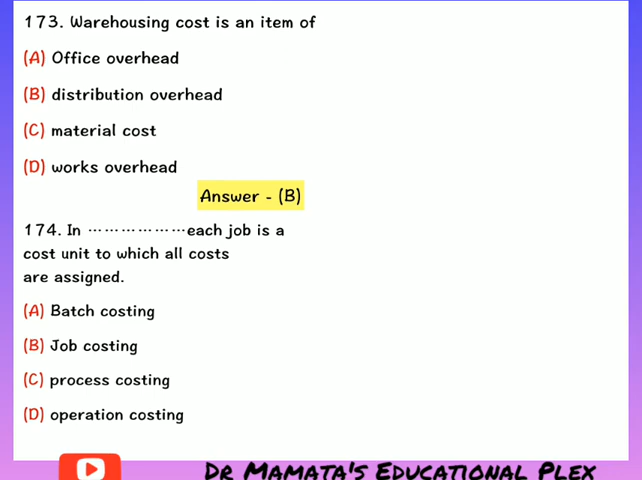 173. Warehousing cost is an item of
(A) Office overhead
(B) distribution overhead
(C) material cost
(D) works overhead
Answer - (B)
174. In ………………each job is a
cost unit to which all costs
are assigned.
(A) Batch costing
(B) Job costing
(C) process costing
(D) operation costing
Dr Mamata's Educational Plex